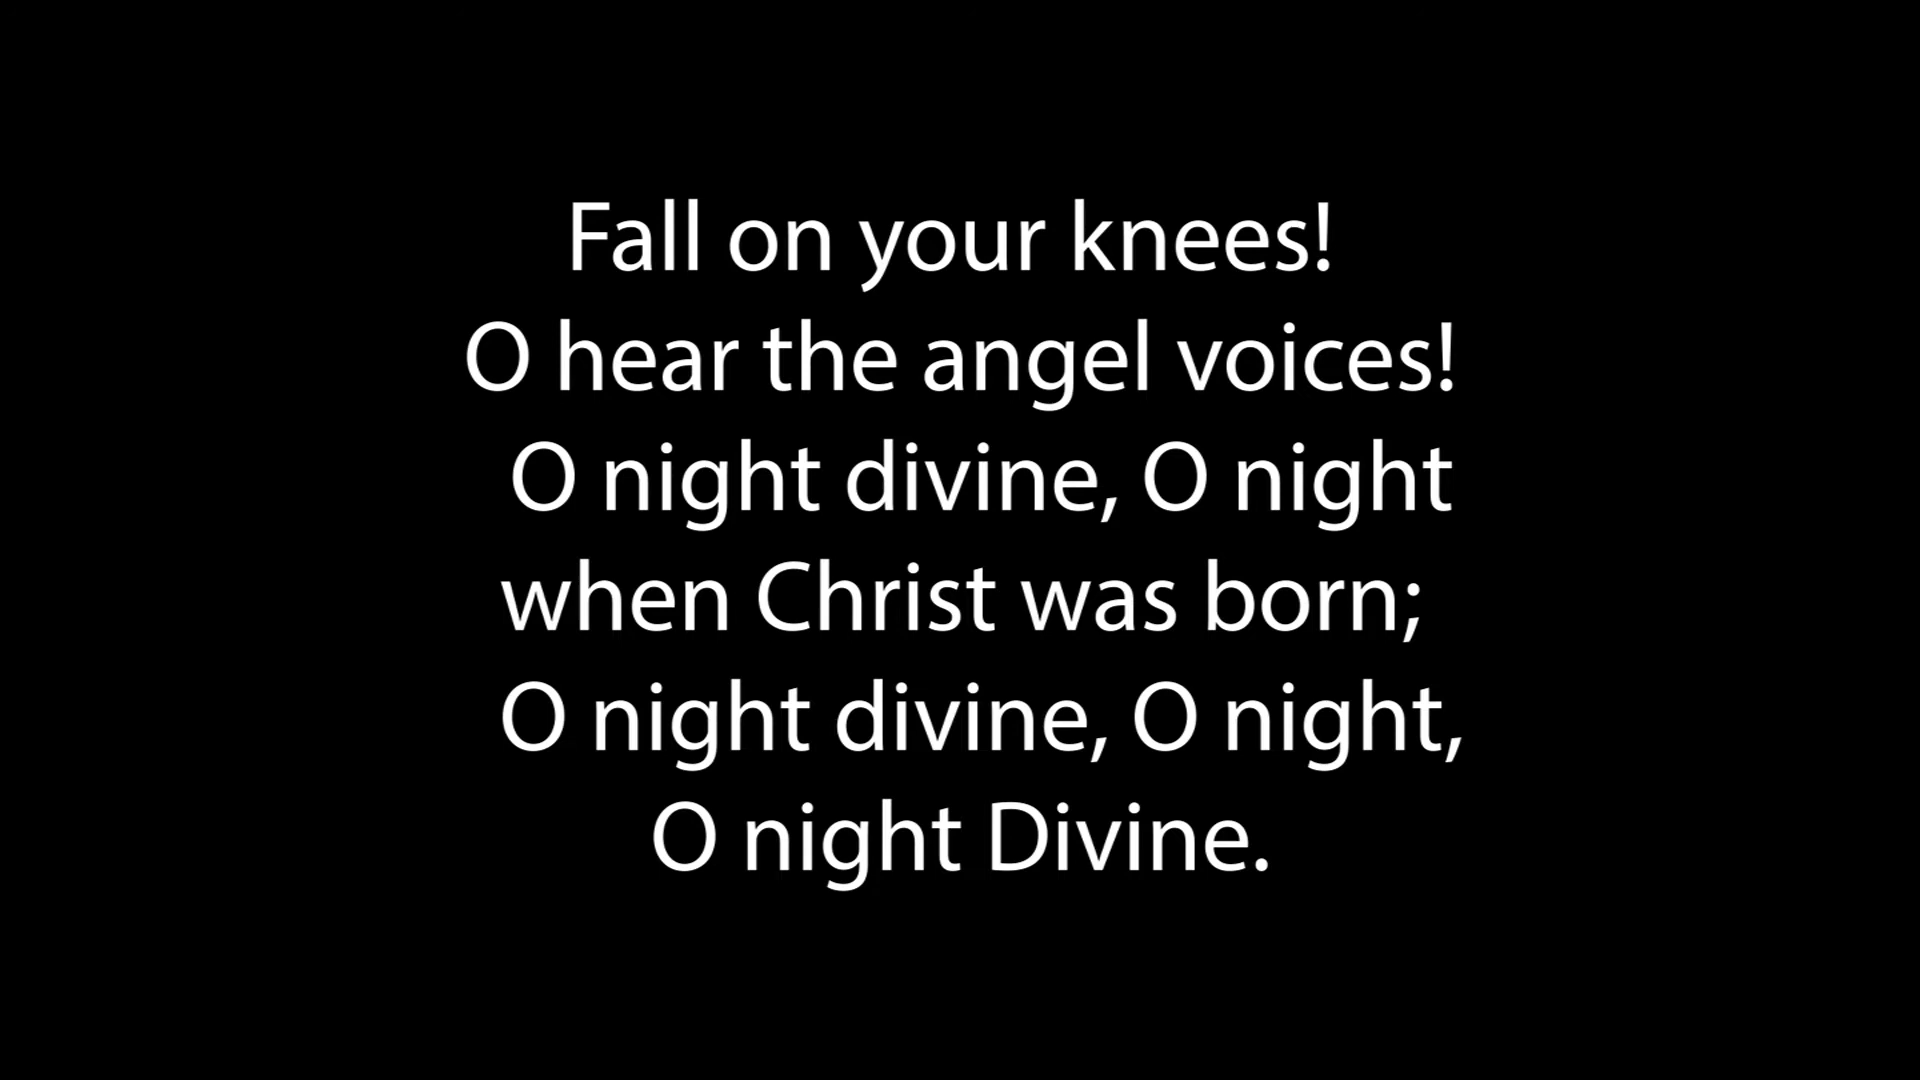 Fall on your knees!
O hear the angel voices!
O night divine, O night
when Christ was born;
O night divine, O night,
O night Divine.